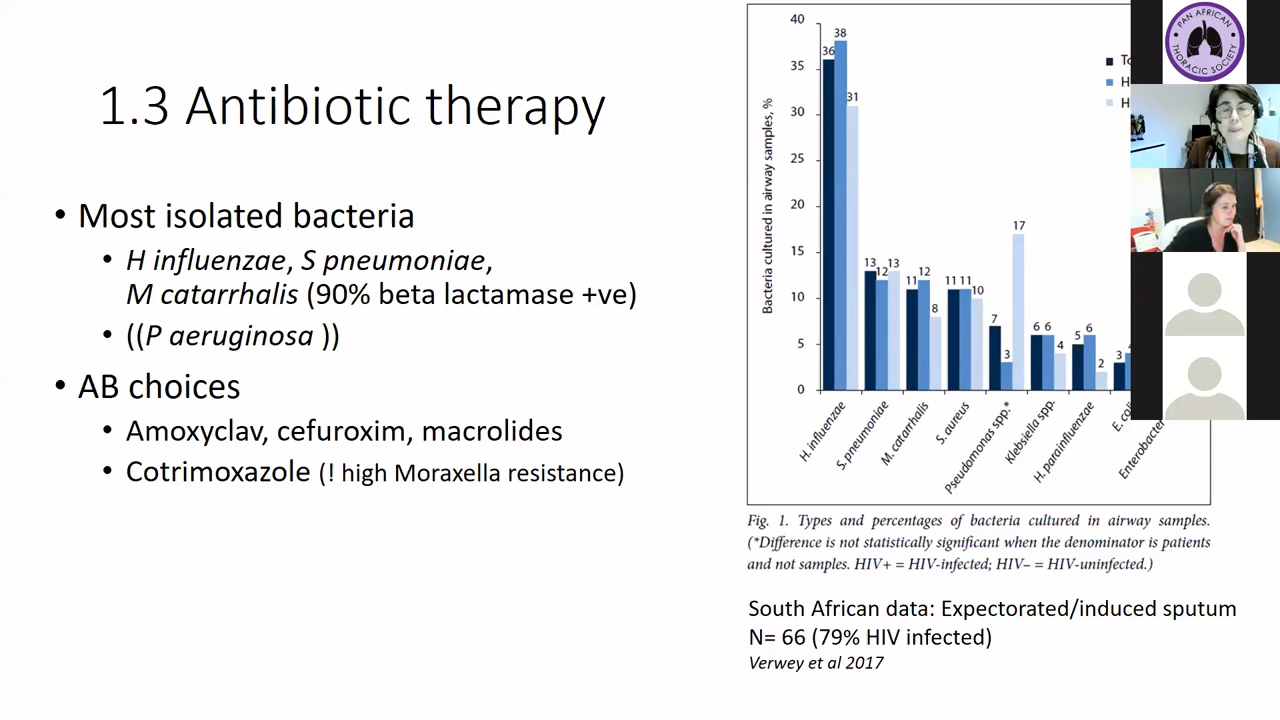 1.3 Antibiotic therapy
• Most isolated bacteria
• H influenzae, S pneumoniae,
M catarrhalis (90% beta lactamase +ve)
• ((P aeruginosa ))
• AB choices
• Amoxyclav, cefuroxim, macrolides
• Cotrimoxazole (! high Moraxella resistance)
Bacteria cultured in airway samples, %
40
35
30
25
20
15
10
5
0
36 38 31
13 12 13
11 12 8
11 11 10
7 3 17
6 6 4
5 6 2
3
H. influenzae
S. pneumoniae
M. catarrhalis
S. aureus
Pseudomonas spp.*
Klebsiella spp.
H. parainfluenzae
E. coli
Enterobacter
Fig. 1. Types and percentages of bacteria cultured in airway samples.
(*Difference is not statistically significant when the denominator is patients
and not samples. HIV+ = HIV-infected; HIV– = HIV-uninfected.)
South African data: Expectorated/induced sputum
N= 66 (79% HIV infected)
Verwey et al 2017
PAN AFRICAN
THORACIC SOCIETY